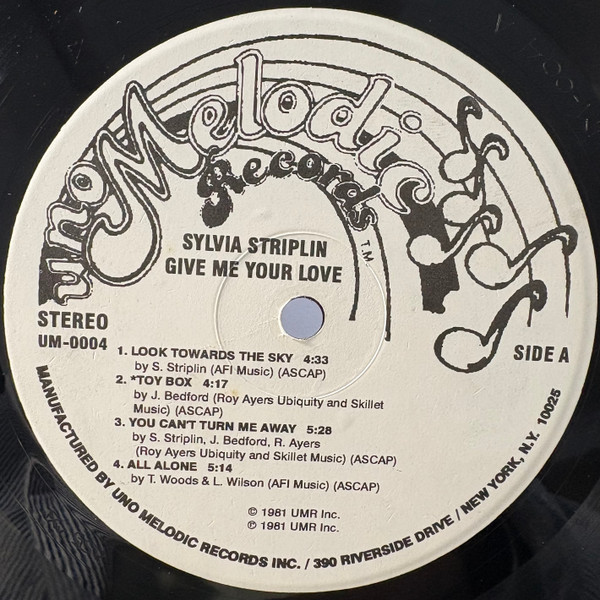 Uno Melodic
Records
T.M.
SYLVIA STRIPLIN
GIVE ME YOUR LOVE
STEREO
UM-0004
SIDE A
1. LOOK TOWARDS THE SKY 4:33
by S. Striplin (AFI Music) (ASCAP)
2. *TOY BOX 4:17
by J. Bedford (Roy Ayers Ubiquity and Skillet
Music) (ASCAP)
3. YOU CAN'T TURN ME AWAY 5:28
by S. Striplin, J. Bedford, R. Ayers
(Roy Ayers Ubiquity and Skillet Music) (ASCAP)
4. ALL ALONE 5:14
by T. Woods & L. Wilson (AFI Music) (ASCAP)
© 1981 UMR Inc.
℗ 1981 UMR Inc.
MANUFACTURED BY UNO MELODIC RECORDS INC. / 390 RIVERSIDE DRIVE / NEW YORK, N.Y. 10025